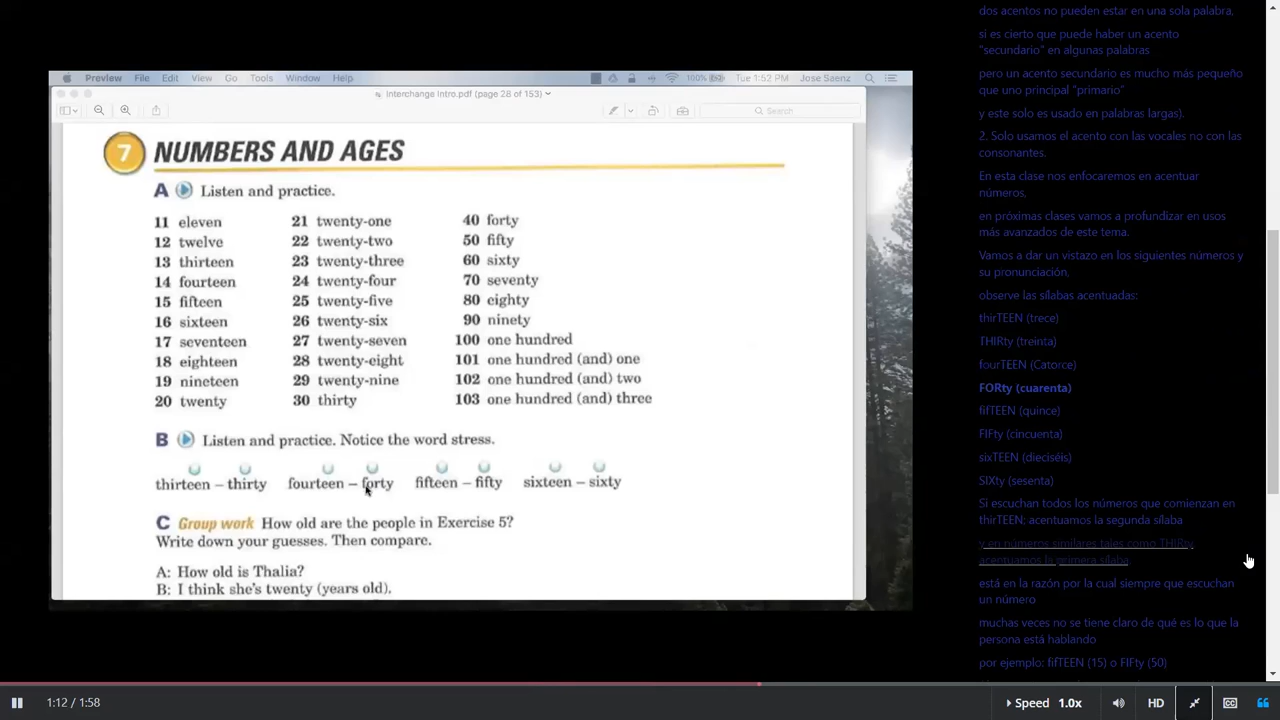 Preview File Edit View Go Tools Window Help
100% Tue 1:52 PM Jose Saenz
Interchange Intro.pdf (page 28 of 153)
Search
7 NUMBERS AND AGES
A Listen and practice.
11 eleven 21 twenty-one 40 forty
12 twelve 22 twenty-two 50 fifty
13 thirteen 23 twenty-three 60 sixty
14 fourteen 24 twenty-four 70 seventy
15 fifteen 25 twenty-five 80 eighty
16 sixteen 26 twenty-six 90 ninety
17 seventeen 27 twenty-seven 100 one hundred
18 eighteen 28 twenty-eight 101 one hundred (and) one
19 nineteen 29 twenty-nine 102 one hundred (and) two
20 twenty 30 thirty 103 one hundred (and) three
B Listen and practice. Notice the word stress.
thirteen – thirty fourteen – forty fifteen – fifty sixteen – sixty
C Group work How old are the people in Exercise 5?
Write down your guesses. Then compare.
A: How old is Thalia?
B: I think she's twenty (years old).
dos acentos no pueden estar en una sola palabra,
si es cierto que puede haber un acento
"secundario" en algunas palabras
pero un acento secundario es mucho más pequeño
que uno principal "primario"
y este solo es usado en palabras largas).
2. Solo usamos el acento con las vocales no con las
consonantes.
En esta clase nos enfocaremos en acentuar
números,
en próximas clases vamos a profundizar en usos
más avanzados de este tema.
Vamos a dar un vistazo en los siguientes números y
su pronunciación,
observe las sílabas acentuadas:
thirTEEN (trece)
THIRty (treinta)
fourTEEN (Catorce)
FORty (cuarenta)
fifTEEN (quince)
FIFty (cincuenta)
sixTEEN (dieciséis)
SIXty (sesenta)
Si escuchan todos los números que comienzan en
thirTEEN; acentuamos la segunda sílaba
y en números similares tales como THIRty
acentuamos la primera sílaba
está en la razón por la cual siempre que escuchan
un número
muchas veces no se tiene claro de qué es lo que la
persona está hablando
por ejemplo: fifTEEN (15) o FIFty (50)
1:12 / 1:58
Speed 1.0x
HD
CC